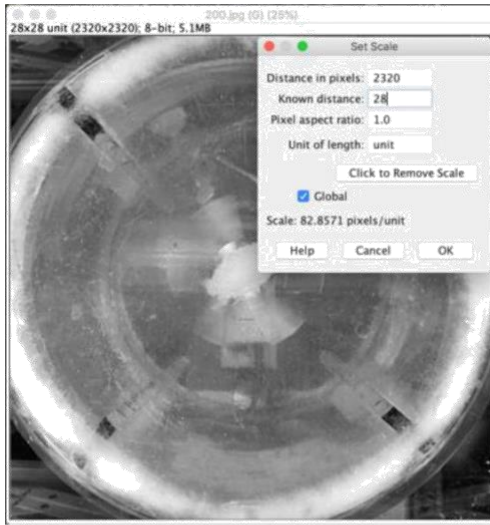 200.jpg (G) (25%)
28x28 unit (2320x2320); 8-bit; 5.1MB
Set Scale
Distance in pixels: 2320
Known distance: 28
Pixel aspect ratio: 1.0
Unit of length: unit
Click to Remove Scale
Global
Scale: 82.8571 pixels/unit
Help Cancel OK